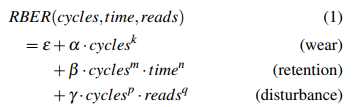 RBER(cycles,time,reads) (1)
= ε + α · cycles^k (wear)
+ β · cycles^m · time^n (retention)
+ γ · cycles^p · reads^q (disturbance)